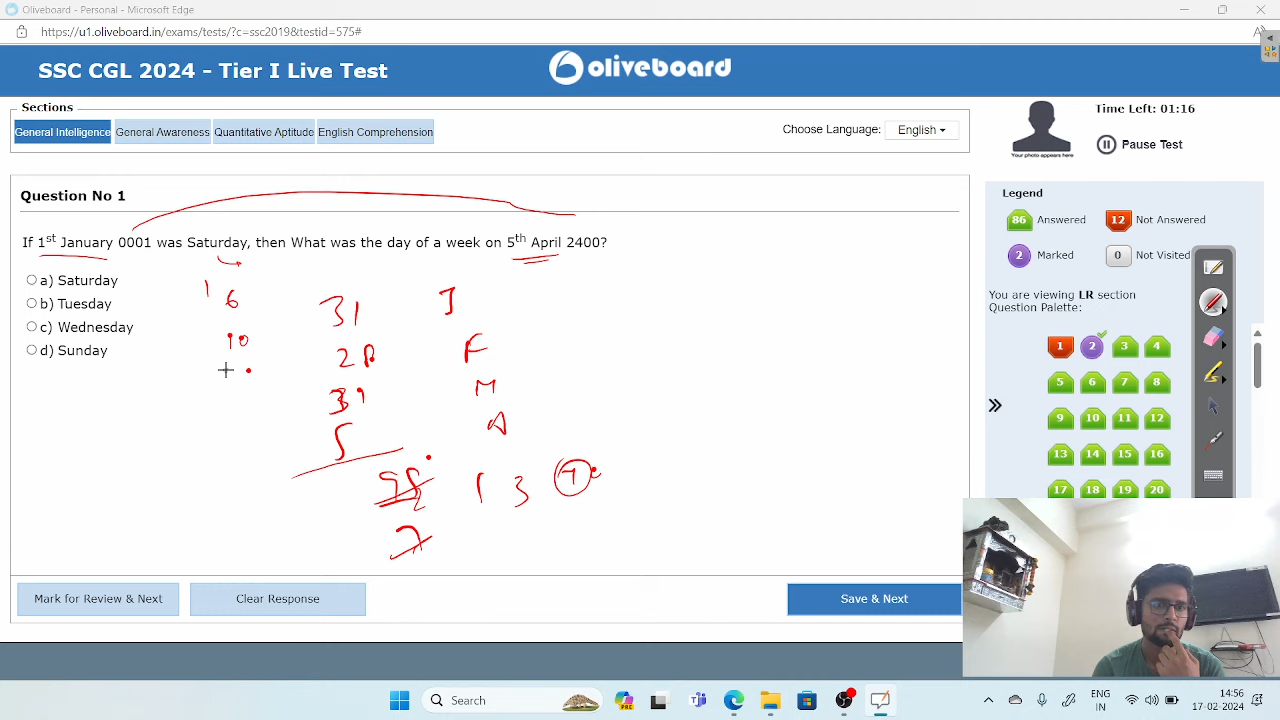 Oliveboard - Personal - Microsoft Edge
https://u1.oliveboard.in/exams/tests/?c=ssc2019&testid=575#
SSC CGL 2024 - Tier I Live Test
oliveboard
Sections
General Intelligence
General Awareness
Quantitative Aptitude
English Comprehension
Choose Language:
English
Your photo appears here
Time Left: 01:16
Pause Test
Question No 1
If 1st January 0001 was Saturday, then What was the day of a week on 5th April 2400?
a) Saturday
b) Tuesday
c) Wednesday
d) Sunday
1 6
10
31 J
28 F
31 M
5 A
1 3
Legend
86 Answered
12 Not Answered
2 Marked
0 Not Visited
You are viewing LR section
Question Palette:
1 2 3 4
5 6 7 8
9 10 11 12
13 14 15 16
17 18 19 20
Mark for Review & Next
Clear Response
Save & Next
Search
PRE
ENG
IN
14:56
17-02-2024